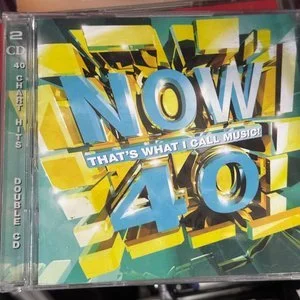 2
CD
40 CHART HITS
DOUBLE CD
NOW
THAT'S WHAT I CALL MUSIC!
40